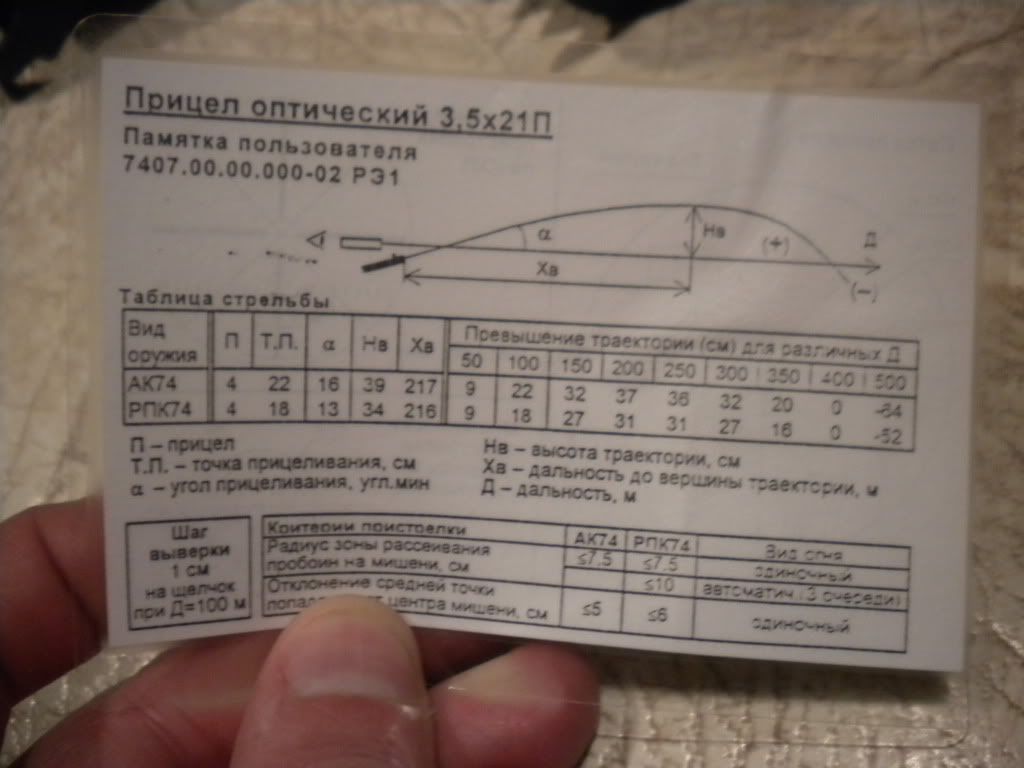 Прицел оптический 3,5х21П
Памятка пользователя
7407.00.00.000-02 РЭ1
α Нв (+) Д
Хв (−)
Таблица стрельбы
Вид оружия П Т.П. α Нв Хв Превышение траектории (см) для различных Д
50 100 150 200 250 300 350 400 500
АК74 4 22 16 39 217 9 22 32 37 36 32 20 0 -64
РПК74 4 18 13 34 216 9 18 27 31 31 27 16 0 -52
П – прицел
Т.П. – точка прицеливания, см
α – угол прицеливания, угл.мин
Нв – высота траектории, см
Хв – дальность до вершины траектории, м
Д – дальность, м
Шаг
выверки
1 см
на щелчок
при Д=100 м
Критерии пристрелки АК74 РПК74 Вид огня
Радиус зоны рассеивания
пробоин на мишени, см
≤7.5 ≤7.5 одиночный
≤10 автоматич (3 очереди)
Отклонение средней точки
центра мишени, см
≤5 ≤6 одиночный